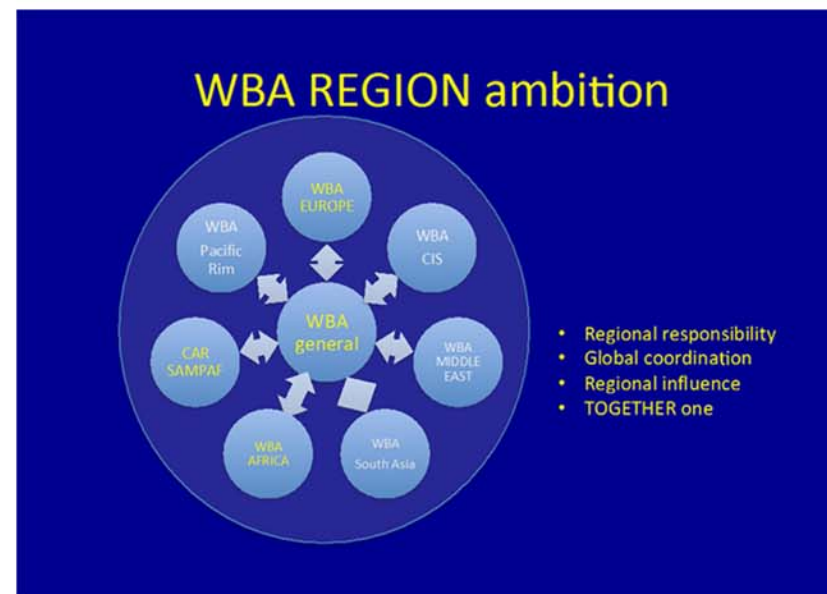 WBA REGION ambition
WBA
EUROPE
WBA
CIS
WBA
MIDDLE
EAST
WBA
South Asia
WBA
AFRICA
CAR
SAMPAF
WBA
Pacific
Rim
WBA
general
• Regional responsibility
• Global coordination
• Regional influence
• TOGETHER one